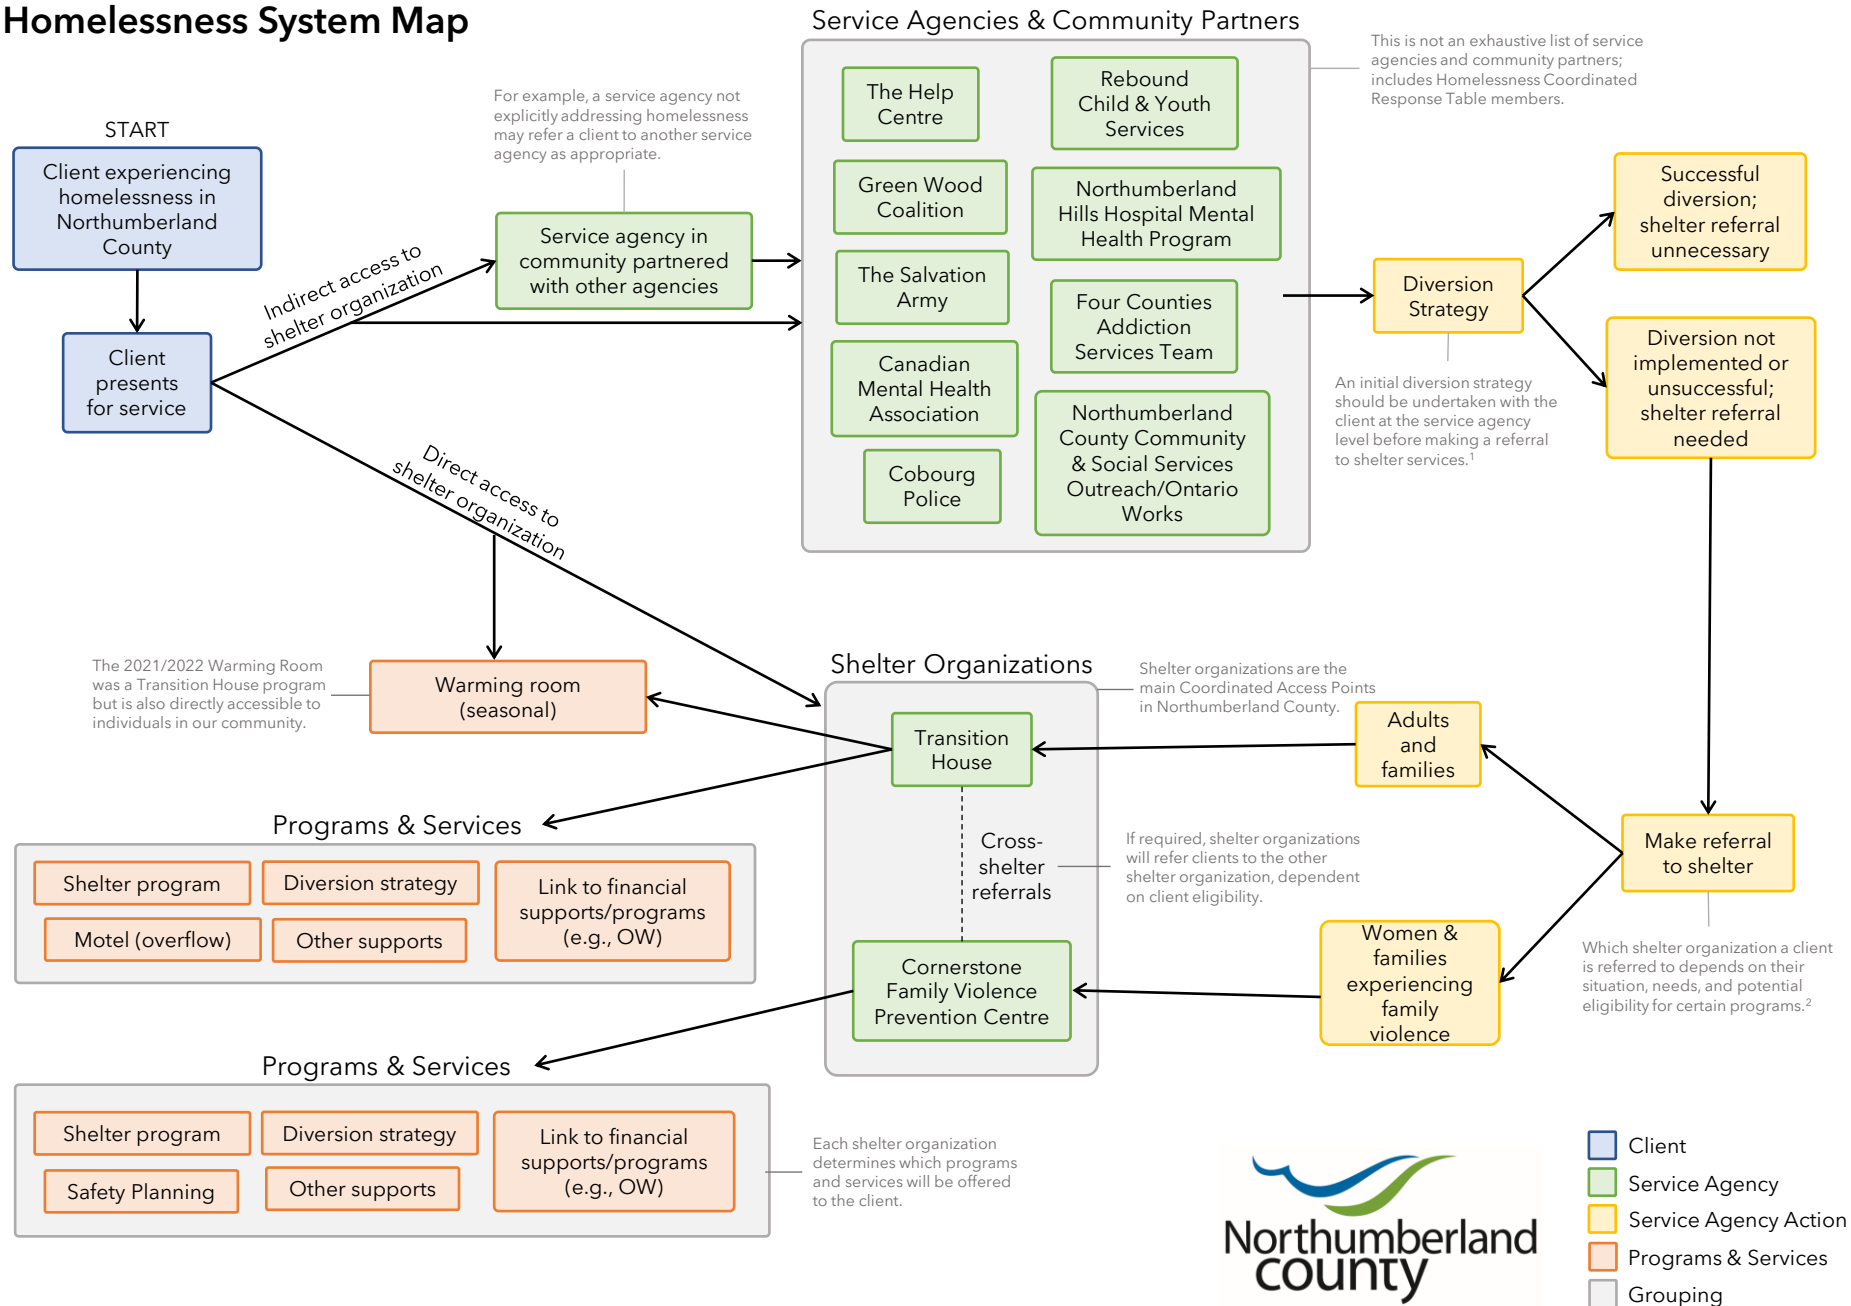 Homelessness System Map
START
Client experiencing
homelessness in
Northumberland
County
Client
presents
for service
Indirect access to
shelter organization
Direct access to
shelter organization
For example, a service agency not
explicitly addressing homelessness
may refer a client to another service
agency as appropriate.
Service agency in
community partnered
with other agencies
Service Agencies & Community Partners
The Help
Centre
Green Wood
Coalition
The Salvation
Army
Canadian
Mental Health
Association
Cobourg
Police
Rebound
Child & Youth
Services
Northumberland
Hills Hospital Mental
Health Program
Four Counties
Addiction
Services Team
Northumberland
County Community
& Social Services
Outreach/Ontario
Works
This is not an exhaustive list of service
agencies and community partners;
includes Homelessness Coordinated
Response Table members.
Diversion
Strategy
An initial diversion strategy
should be undertaken with the
client at the service agency
level before making a referral
to shelter services.¹
Successful
diversion;
shelter referral
unnecessary
Diversion not
implemented or
unsuccessful;
shelter referral
needed
Make referral
to shelter
Which shelter organization a client
is referred to depends on their
situation, needs, and potential
eligibility for certain programs.²
Adults
and
families
Women &
families
experiencing
family
violence
Shelter Organizations
Shelter organizations are the
main Coordinated Access Points
in Northumberland County.
Transition
House
Cross-
shelter
referrals
If required, shelter organizations
will refer clients to the other
shelter organization, dependent
on client eligibility.
Cornerstone
Family Violence
Prevention Centre
The 2021/2022 Warming Room
was a Transition House program
but is also directly accessible to
individuals in our community.
Warming room
(seasonal)
Programs & Services
Shelter program
Diversion strategy
Link to financial
supports/programs
(e.g., OW)
Motel (overflow)
Other supports
Programs & Services
Shelter program
Diversion strategy
Link to financial
supports/programs
(e.g., OW)
Safety Planning
Other supports
Each shelter organization
determines which programs
and services will be offered
to the client.
Northumberland
county
Client
Service Agency
Service Agency Action
Programs & Services
Grouping